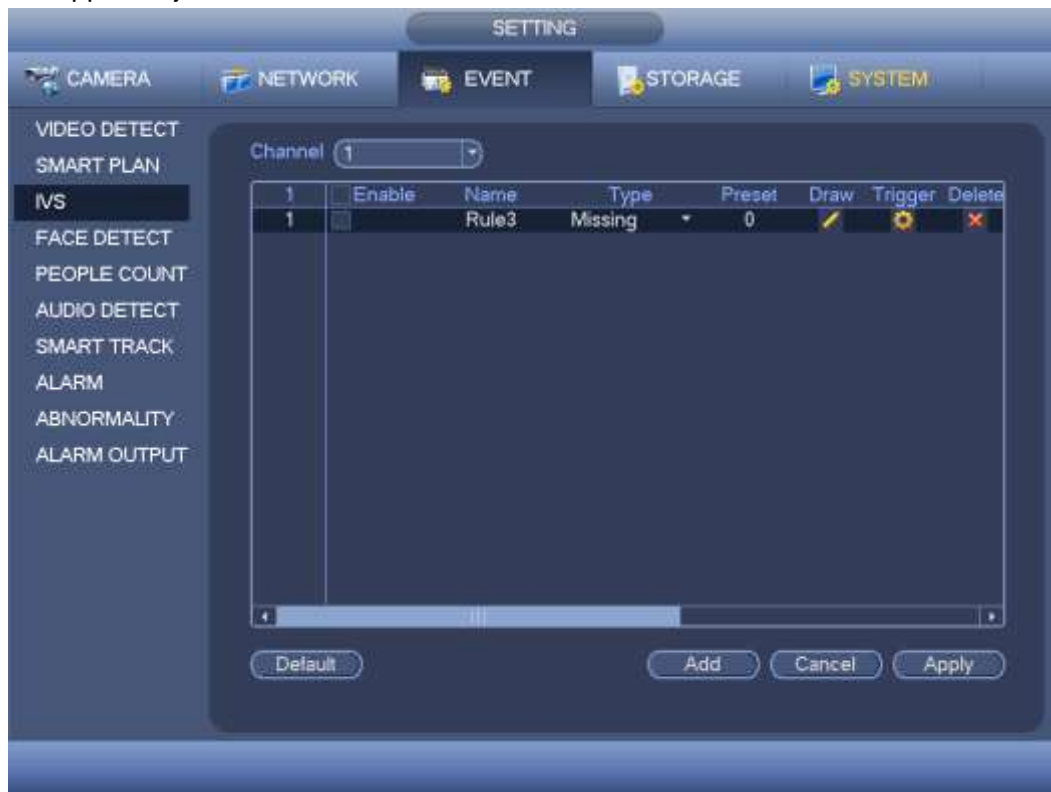 SETTING
CAMERA NETWORK EVENT STORAGE SYSTEM
VIDEO DETECT
SMART PLAN
IVS
FACE DETECT
PEOPLE COUNT
AUDIO DETECT
SMART TRACK
ALARM
ABNORMALITY
ALARM OUTPUT
Channel 1
1 Enable Name Type Preset Draw Trigger Delete
1 Rule3 Missing 0
Default Add Cancel Apply